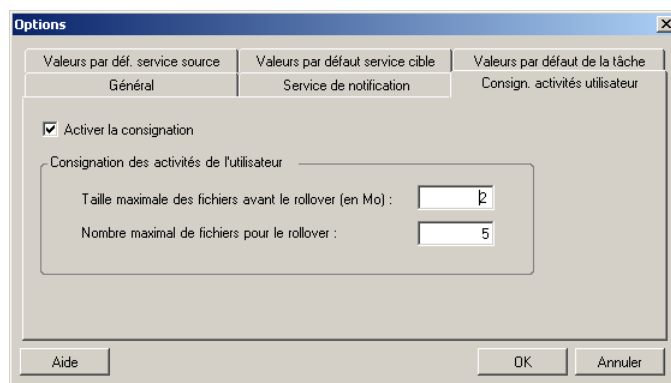 Options
Valeurs par déf. service source
Valeurs par défaut service cible
Valeurs par défaut de la tâche
Général
Service de notification
Consign. activités utilisateur
Activer la consignation
Consignation des activités de l'utilisateur
Taille maximale des fichiers avant le rollover (en Mo) : 2
Nombre maximal de fichiers pour le rollover : 5
Aide
OK
Annuler